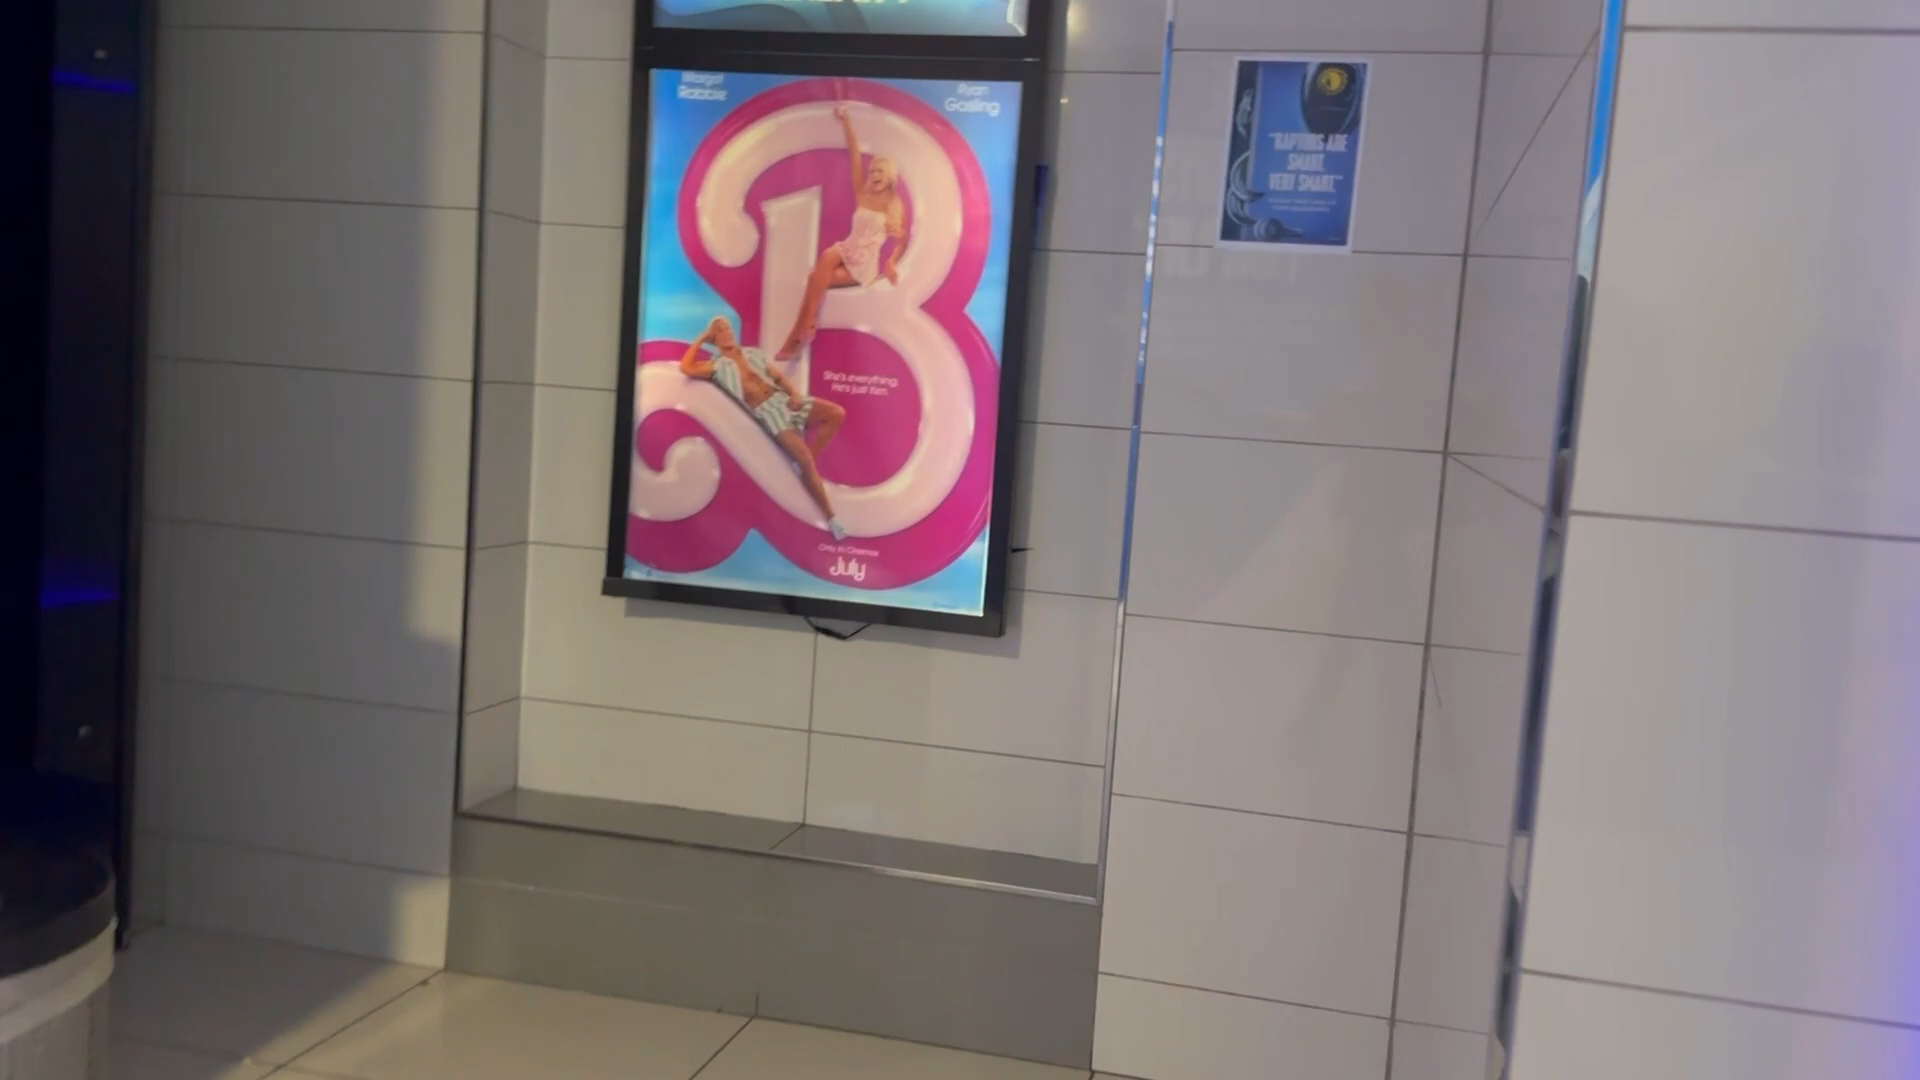 Margot
Robbie
Ryan
Gosling
She's everything.
He's just Ken.
Only in Cinemas
July
"RAPTORS ARE
SMART.
VERY SMART."